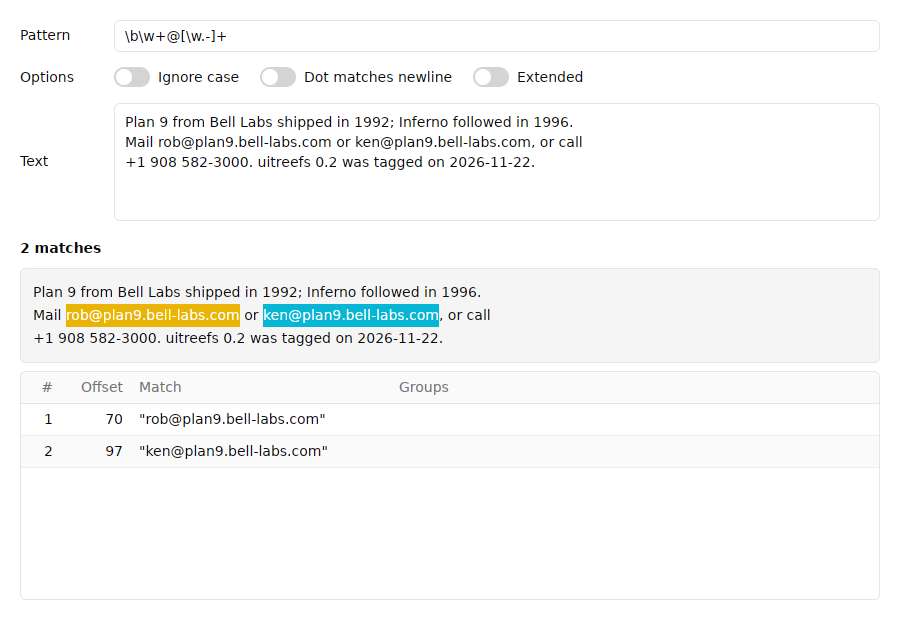 Pattern
\b\w+@[\w.-]+
Options Ignore case Dot matches newline Extended
Text
Plan 9 from Bell Labs shipped in 1992; Inferno followed in 1996.
Mail rob@plan9.bell-labs.com or ken@plan9.bell-labs.com, or call
+1 908 582-3000. uitreefs 0.2 was tagged on 2026-11-22.
2 matches
Plan 9 from Bell Labs shipped in 1992; Inferno followed in 1996.
Mail rob@plan9.bell-labs.com or ken@plan9.bell-labs.com, or call
+1 908 582-3000. uitreefs 0.2 was tagged on 2026-11-22.
# Offset Match Groups
1 70 "rob@plan9.bell-labs.com"
2 97 "ken@plan9.bell-labs.com"